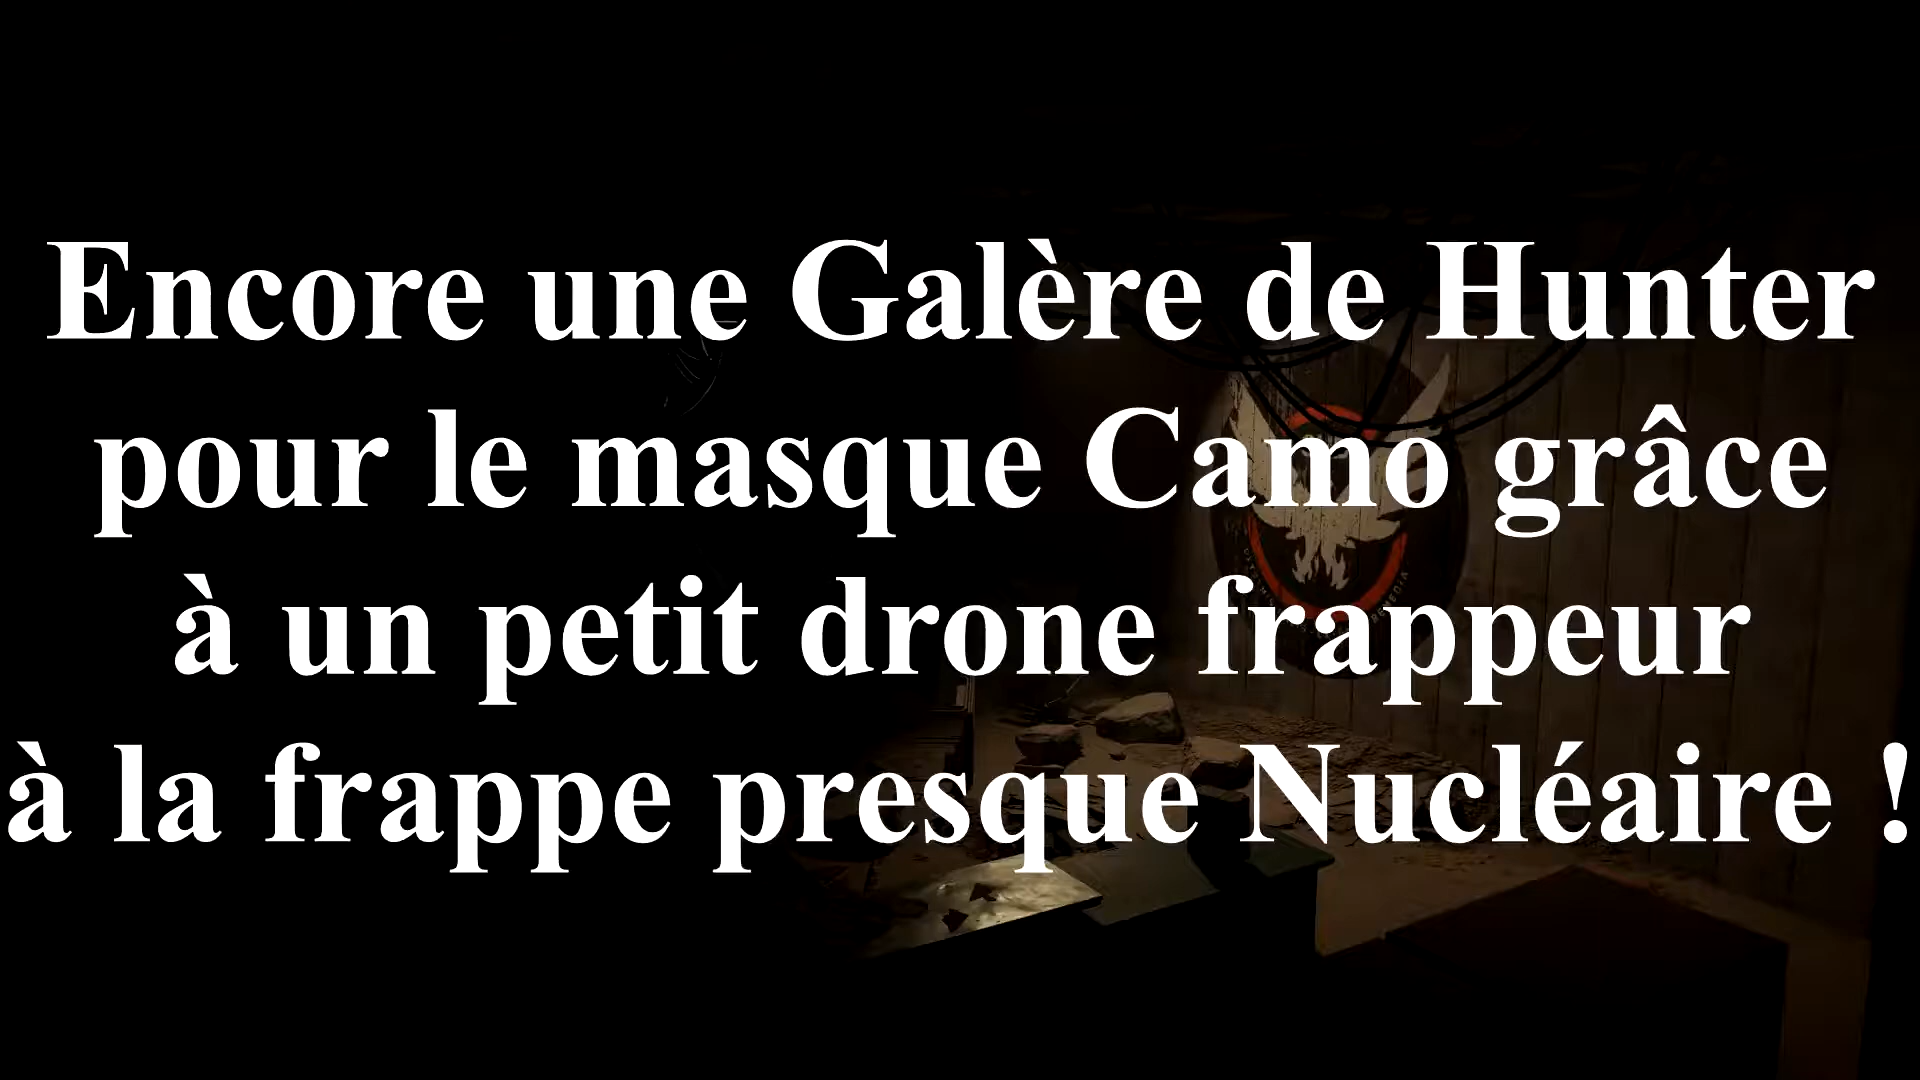 Encore une Galère de Hunter
pour le masque Camo grâce
à un petit drone frappeur
à la frappe presque Nucléaire !